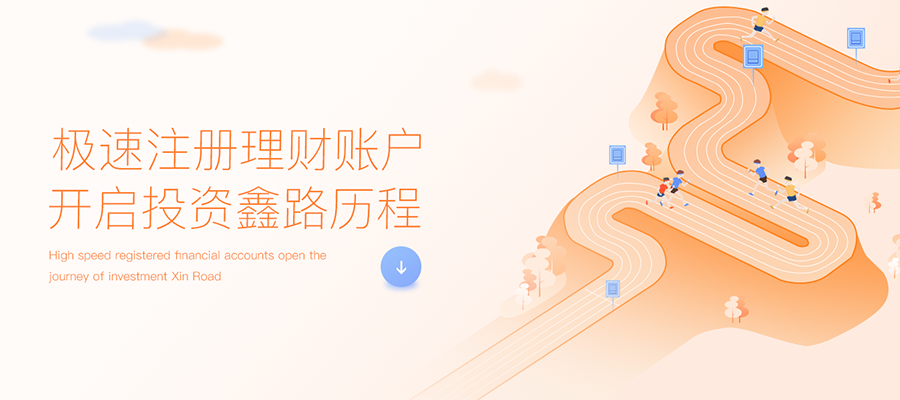 极速注册理财账户
开启投资鑫路历程
High speed registered financial accounts open the
journey of investment Xin Road